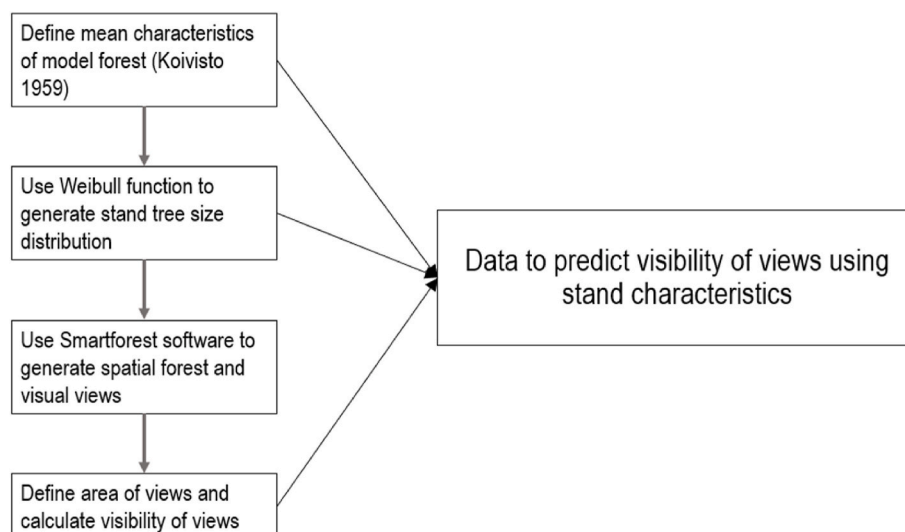 Define mean characteristics
of model forest (Koivisto
1959)
Use Weibull function to
generate stand tree size
distribution
Use Smartforest software to
generate spatial forest and
visual views
Define area of views and
calculate visibility of views
Data to predict visibility of views using
stand characteristics